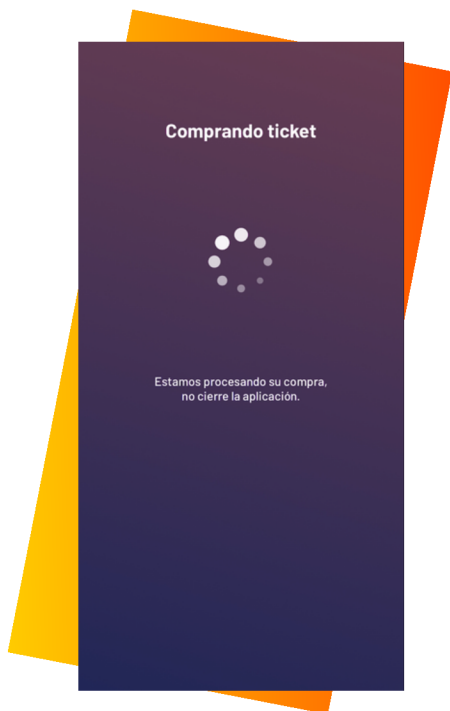 Comprando ticket
Estamos procesando su compra,
no cierre la aplicación.